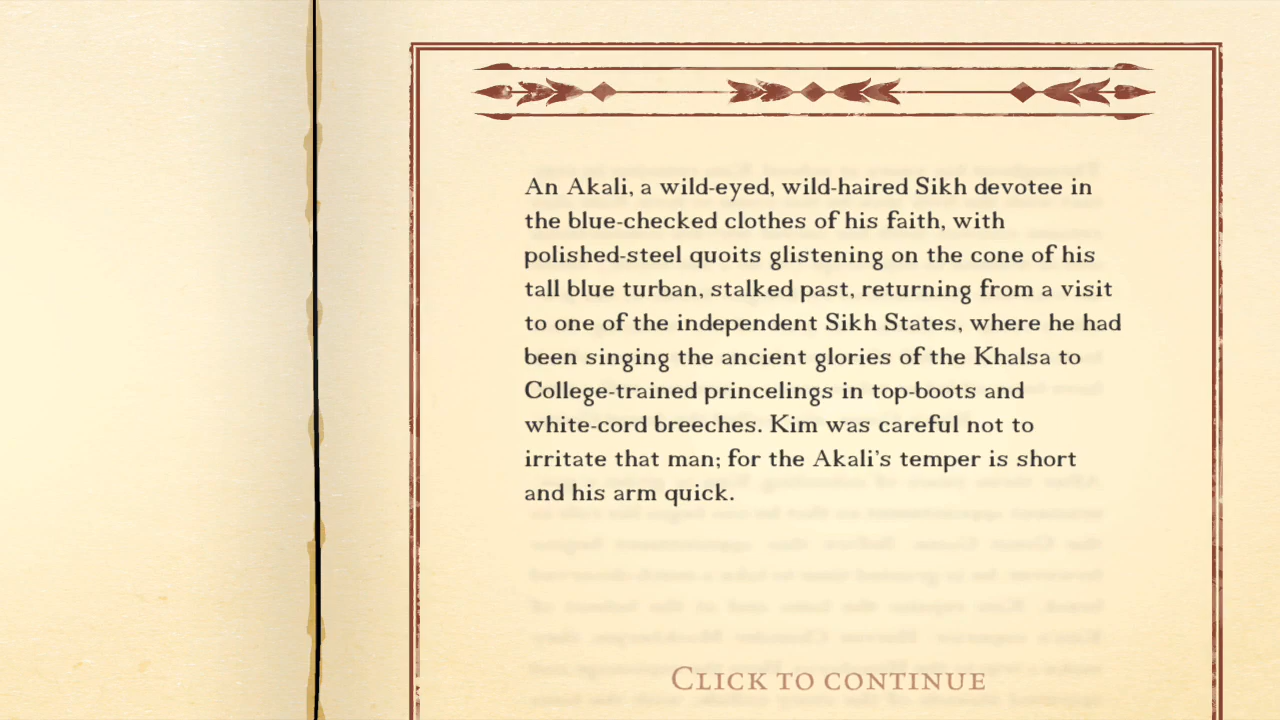 An Akali, a wild-eyed, wild-haired Sikh devotee in
the blue-checked clothes of his faith, with
polished-steel quoits glistening on the cone of his
tall blue turban, stalked past, returning from a visit
to one of the independent Sikh States, where he had
been singing the ancient glories of the Khalsa to
College-trained princelings in top-boots and
white-cord breeches. Kim was careful not to
irritate that man; for the Akali's temper is short
and his arm quick.
Click to continue